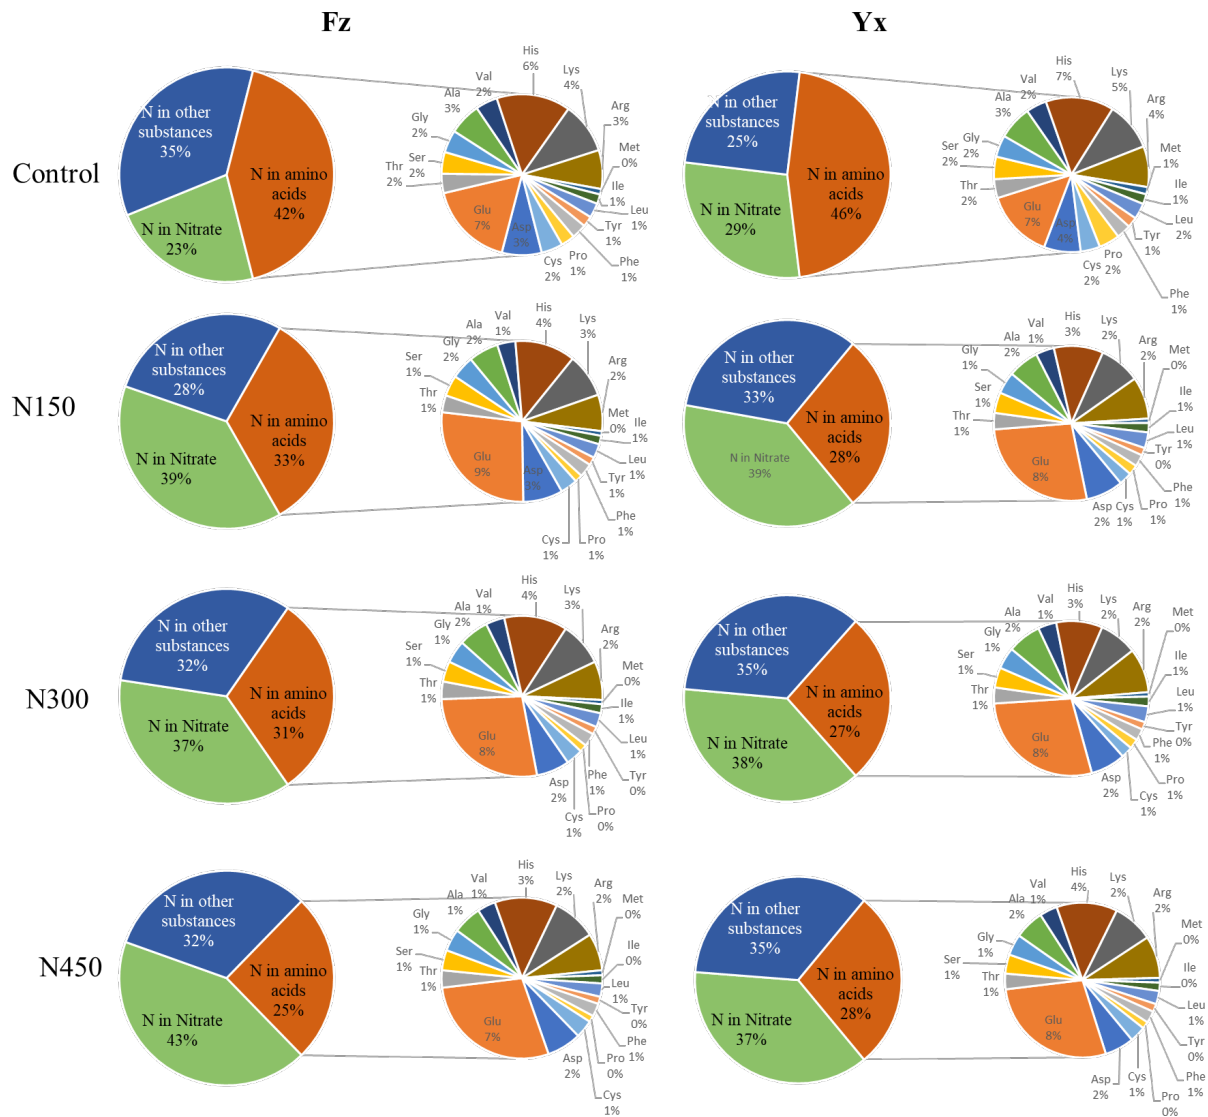 Fz
Yx
Control
N in other
substances
35%
N in amino
acids
42%
N in Nitrate
23%
His
6%
Lys
4%
Arg
3%
Met
0%
Ile
1%
Leu
1%
Tyr
1%
Phe
1%
Pro
1%
Cys
2%
Asp
3%
Glu
7%
Thr
2%
Ser
2%
Gly
2%
Ala
3%
Val
2%
N in other
substances
25%
N in amino
acids
46%
N in Nitrate
29%
His
7%
Lys
5%
Arg
4%
Met
1%
Ile
1%
Leu
2%
Tyr
1%
Phe
1%
Pro
2%
Cys
2%
Asp
4%
Glu
7%
Thr
2%
Ser
2%
Gly
2%
Ala
3%
Val
2%
N150
N in other
substances
28%
N in amino
acids
33%
N in Nitrate
39%
His
4%
Lys
3%
Arg
2%
Met
0%
Ile
1%
Leu
1%
Tyr
1%
Phe
1%
Pro
1%
Cys
1%
Asp
3%
Glu
9%
Thr
1%
Ser
1%
Gly
2%
Ala
2%
Val
1%
N in other
substances
33%
N in amino
acids
28%
N in Nitrate
39%
His
3%
Lys
2%
Arg
2%
Met
0%
Ile
1%
Leu
1%
Tyr
0%
Phe
1%
Pro
1%
Cys
1%
Asp
2%
Glu
8%
Thr
1%
Ser
1%
Gly
1%
Ala
2%
Val
1%
N300
N in other
substances
32%
N in amino
acids
31%
N in Nitrate
37%
His
4%
Lys
3%
Arg
2%
Met
0%
Ile
1%
Leu
1%
Tyr
0%
Phe
1%
Pro
0%
Cys
1%
Asp
2%
Glu
8%
Thr
1%
Ser
1%
Gly
1%
Ala
2%
Val
1%
N in other
substances
35%
N in amino
acids
27%
N in Nitrate
38%
His
3%
Lys
2%
Arg
2%
Met
0%
Ile
1%
Leu
1%
Tyr
0%
Phe
1%
Pro
1%
Cys
1%
Asp
2%
Glu
8%
Thr
1%
Ser
1%
Gly
1%
Ala
2%
Val
1%
N450
N in other
substances
32%
N in amino
acids
25%
N in Nitrate
43%
His
3%
Lys
2%
Arg
2%
Met
0%
Ile
0%
Leu
1%
Tyr
0%
Phe
1%
Pro
0%
Cys
1%
Asp
2%
Glu
7%
Thr
1%
Ser
1%
Gly
1%
Ala
1%
Val
1%
N in other
substances
35%
N in amino
acids
28%
N in Nitrate
37%
His
4%
Lys
2%
Arg
2%
Met
0%
Ile
0%
Leu
1%
Tyr
0%
Phe
1%
Pro
0%
Cys
1%
Asp
2%
Glu
8%
Thr
1%
Ser
1%
Gly
1%
Ala
2%
Val
1%